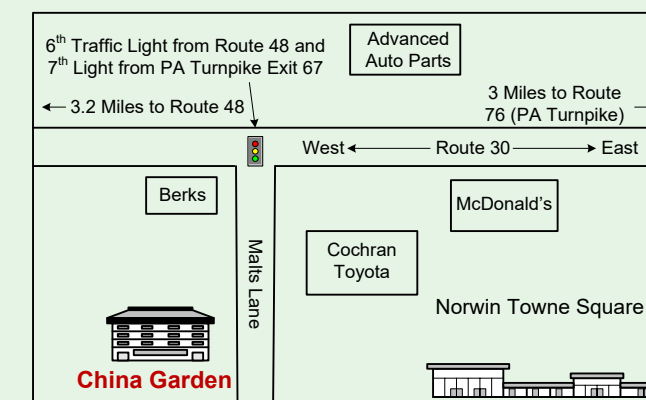 6th Traffic Light from Route 48 and
7th Light from PA Turnpike Exit 67
Advanced
Auto Parts
3.2 Miles to Route 48
3 Miles to Route
76 (PA Turnpike)
West
Route 30
East
Berks
McDonald's
Malts Lane
Cochran
Toyota
Norwin Towne Square
China Garden